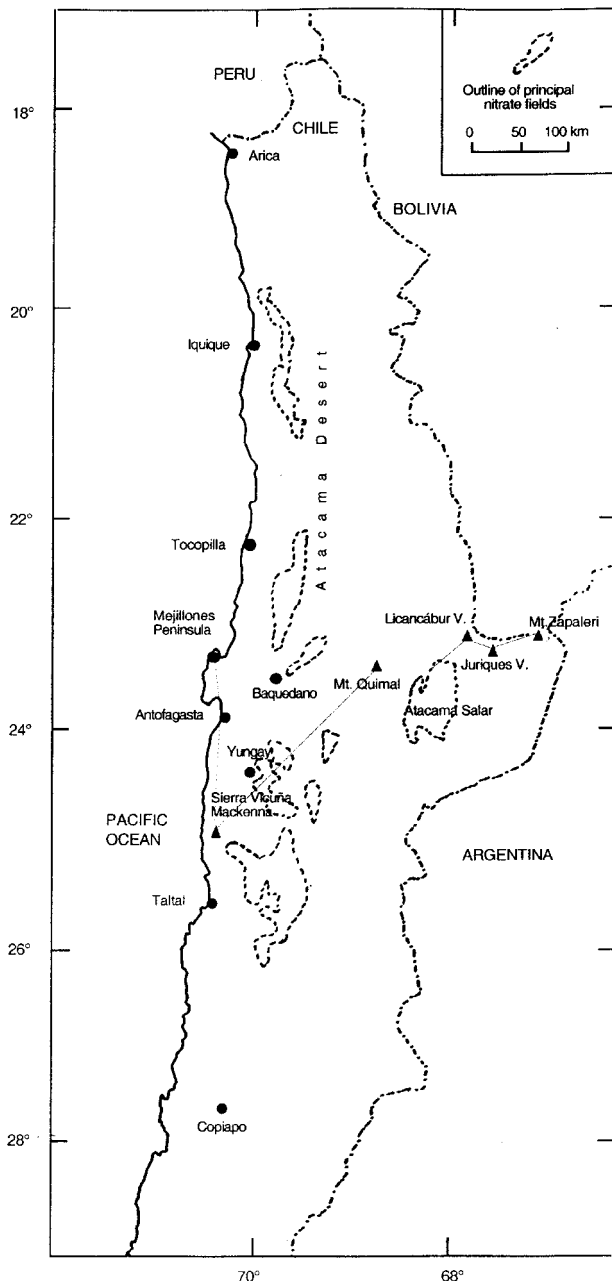 PERU
Outline of principal
nitrate fields
0 50 100 km
18°
CHILE
Arica
BOLIVIA
20°
Iquique
Atacama Desert
22°
Tocopilla
Mejillones
Peninsula
Licancábur V.
Mt. Zapaleri
Juriques V.
Baquedano
Mt. Quimal
Atacama Salar
Antofagasta
24°
Yungay
Sierra Vicuña
Mackenna
PACIFIC
OCEAN
ARGENTINA
Taltal
26°
Copiapo
28°
70° 68°